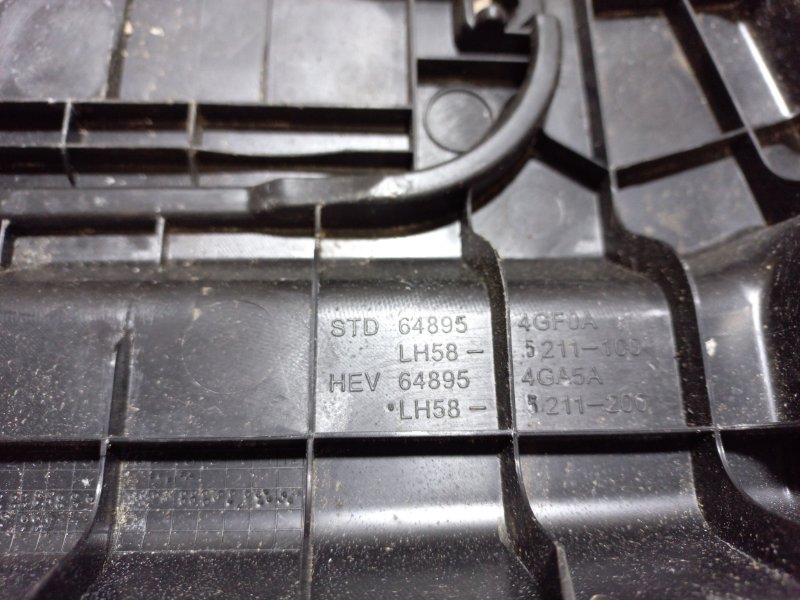 STD 64895 4GF0A
LH58- 5211-100
HEV 64895 4GA5A
LH58- 5211-200